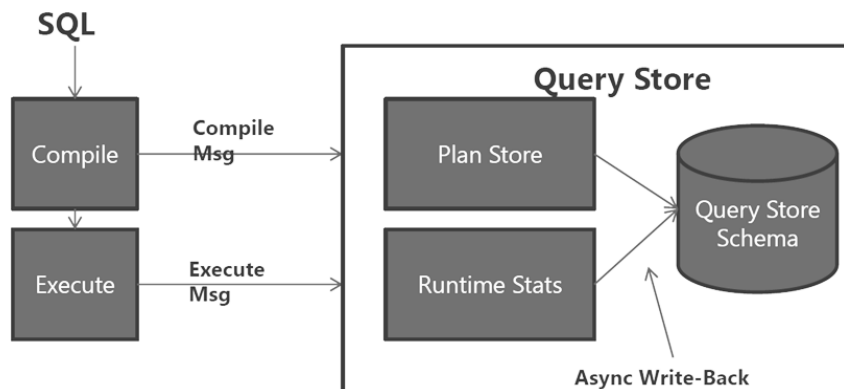 SQL
Query Store
Compile
Compile
Msg
Plan Store
Query Store
Schema
Execute
Execute
Msg
Runtime Stats
Async Write-Back